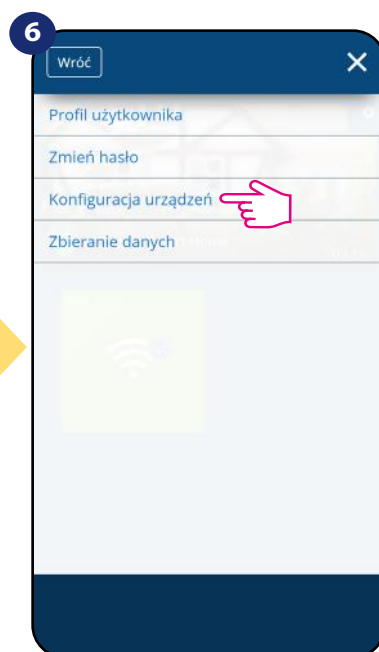 6
Wróć
Profil użytkownika
Zmień hasło
Konfiguracja urządzeń
Zbieranie danych